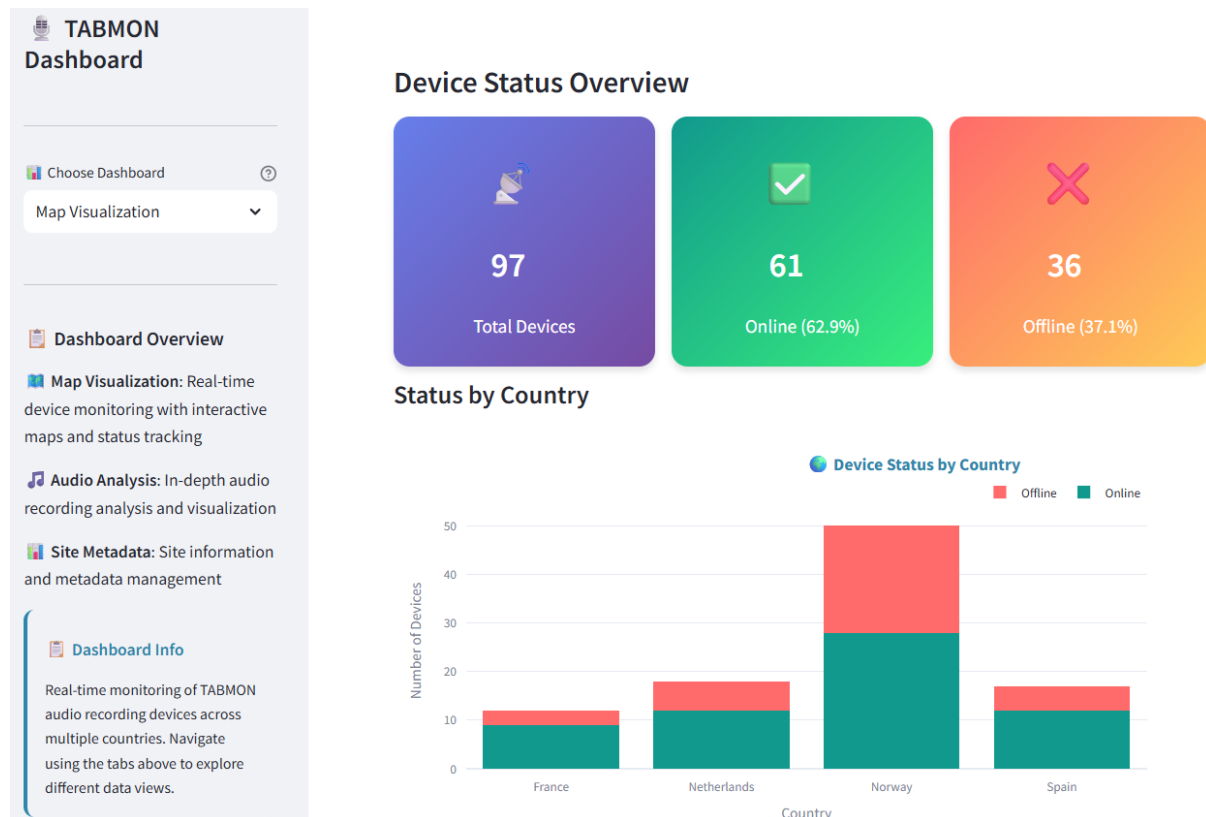 TABMON
Dashboard
Choose Dashboard
Map Visualization
Dashboard Overview
Map Visualization: Real-time
device monitoring with interactive
maps and status tracking
Audio Analysis: In-depth audio
recording analysis and visualization
Site Metadata: Site information
and metadata management
Dashboard Info
Real-time monitoring of TABMON
audio recording devices across
multiple countries. Navigate
using the tabs above to explore
different data views.
Device Status Overview
97
Total Devices
61
Online (62.9%)
36
Offline (37.1%)
Status by Country
Device Status by Country
Offline
Online
Number of Devices
50
40
30
20
10
0
France
Netherlands
Norway
Spain
Country